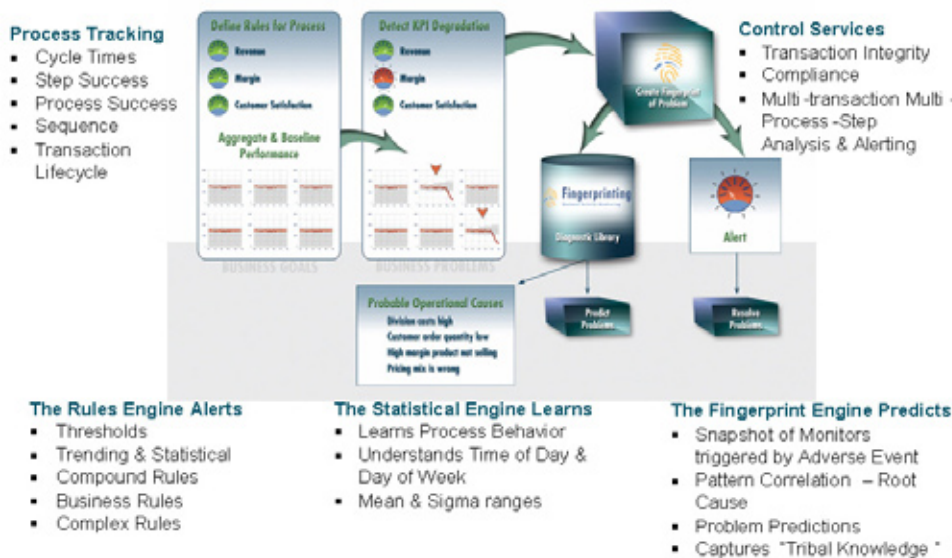 Process Tracking
▪ Cycle Times
▪ Step Success
▪ Process Success
▪ Sequence
▪ Transaction
Lifecycle
Define Rules for Process
Revenue
Margin
Customer Satisfaction
Aggregate & Baseline
Performance
BUSINESS GOALS
Detect KPI Degradation
Revenue
Margin
Customer Satisfaction
BUSINESS PROBLEMS
Create Fingerprint
of Problem
Control Services
▪ Transaction Integrity
▪ Compliance
▪ Multi -transaction Multi -
Process -Step
Analysis & Alerting
Fingerprinting
Diagnostic Library
Alert
Probable Operational Causes
Division costs high
Customer order quantity low
High margin product not selling
Pricing mix is wrong
Predict
Problems
Resolve
Problems
The Rules Engine Alerts
▪ Thresholds
▪ Trending & Statistical
▪ Compound Rules
▪ Business Rules
▪ Complex Rules
The Statistical Engine Learns
▪ Learns Process Behavior
▪ Understands Time of Day &
Day of Week
▪ Mean & Sigma ranges
The Fingerprint Engine Predicts
▪ Snapshot of Monitors
triggered by Adverse Event
▪ Pattern Correlation – Root
Cause
▪ Problem Predictions
▪ Captures "Tribal Knowledge "